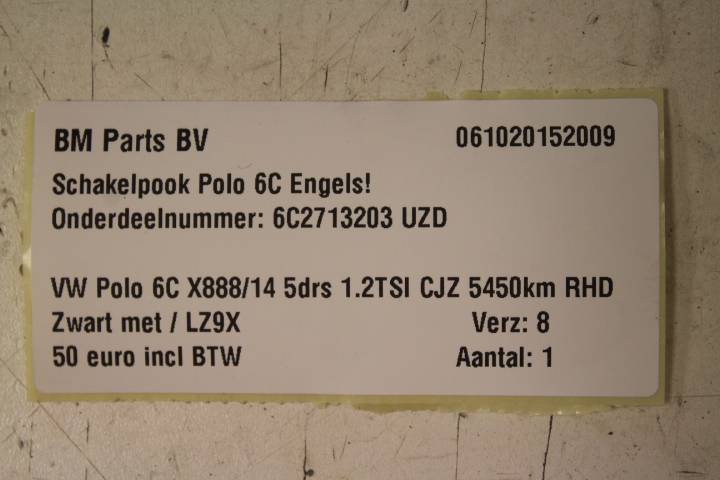 BM Parts BV 061020152009
Schakelpook Polo 6C Engels!
Onderdeelnummer: 6C2713203 UZD
VW Polo 6C X888/14 5drs 1.2TSI CJZ 5450km RHD
Zwart met / LZ9X Verz: 8
50 euro incl BTW Aantal: 1